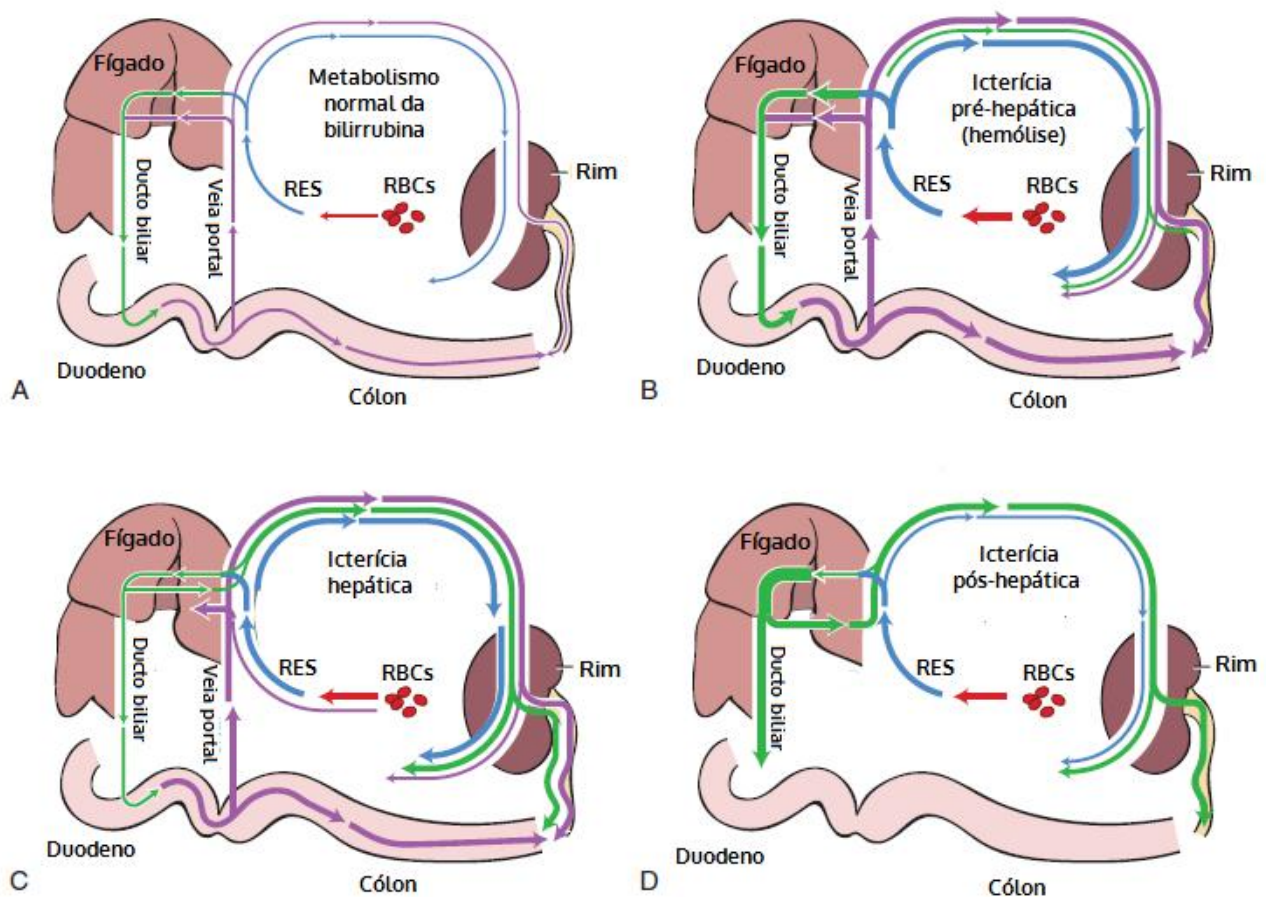 Fígado
Metabolismo
normal da
bilirrubina
Ducto biliar
Veia portal
RES
RBCs
Rim
Duodeno
Cólon
A
Fígado
Icterícia
pré-hepática
(hemólise)
Ducto biliar
Veia portal
RES
RBCs
Rim
Duodeno
Cólon
B
Fígado
Icterícia
hepática
Ducto biliar
Veia portal
RES
RBCs
Rim
Duodeno
Cólon
C
Fígado
Icterícia
pós-hepática
Ducto biliar
RES
RBCs
Rim
Duodeno
Cólon
D